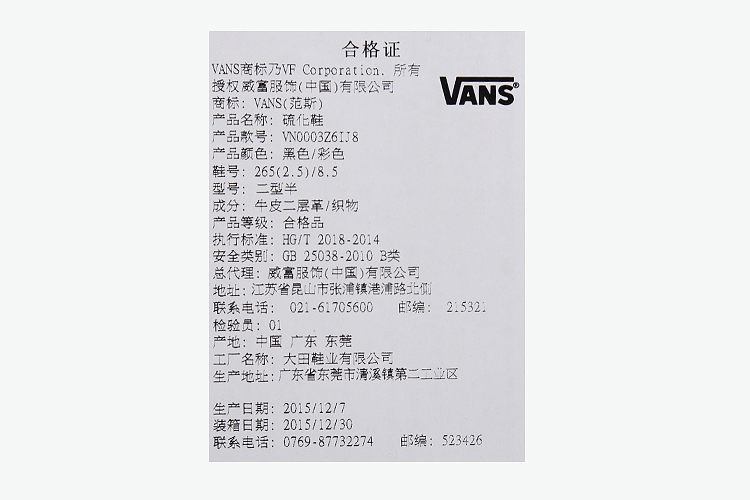 合格证
VANS商标乃VF Corporation. 所有
授权威富服饰(中国)有限公司
VANS®
商标: VANS(范斯)
产品名称: 硫化鞋
产品款号: VN0003Z6IJ8
产品颜色: 黑色/彩色
鞋号: 265(2.5)/8.5
型号: 二型半
成分: 牛皮二层革/织物
产品等级: 合格品
执行标准: HG/T 2018-2014
安全类别: GB 25038-2010 B类
总代理: 威富服饰(中国)有限公司
地址: 江苏省昆山市张浦镇港浦路北侧
联系电话: 021-61705600 邮编: 215321
检验员: 01
产地: 中国 广东 东莞
工厂名称: 大田鞋业有限公司
生产地址: 广东省东莞市清溪镇第二工业区
生产日期: 2015/12/7
装箱日期: 2015/12/30
联系电话: 0769-87732274 邮编: 523426